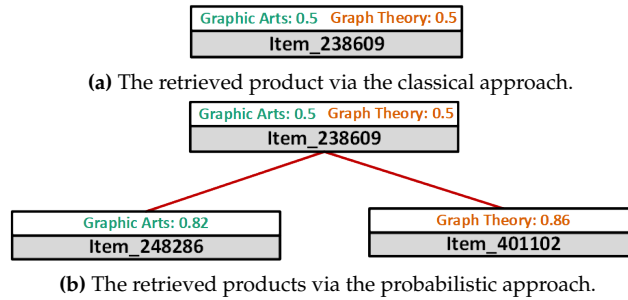 Graphic Arts: 0.5 Graph Theory: 0.5
Item_238609
(a) The retrieved product via the classical approach.
Graphic Arts: 0.5 Graph Theory: 0.5
Item_238609
Graphic Arts: 0.82
Item_248286
Graph Theory: 0.86
Item_401102
(b) The retrieved products via the probabilistic approach.